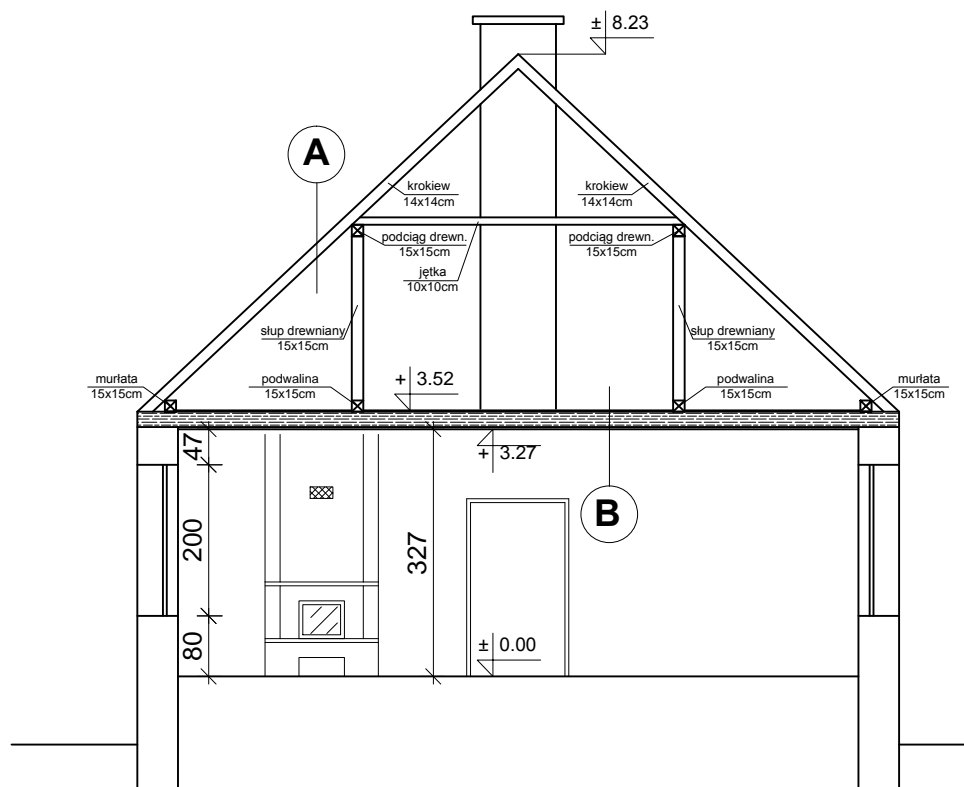 ± 8.23
A
krokiew
14x14cm
krokiew
14x14cm
podciąg drewn.
15x15cm
podciąg drewn.
15x15cm
jętka
10x10cm
słup drewniany
15x15cm
słup drewniany
15x15cm
murłata
15x15cm
podwalina
15x15cm
+ 3.52
podwalina
15x15cm
murłata
15x15cm
47
+ 3.27
B
200
327
80
± 0.00